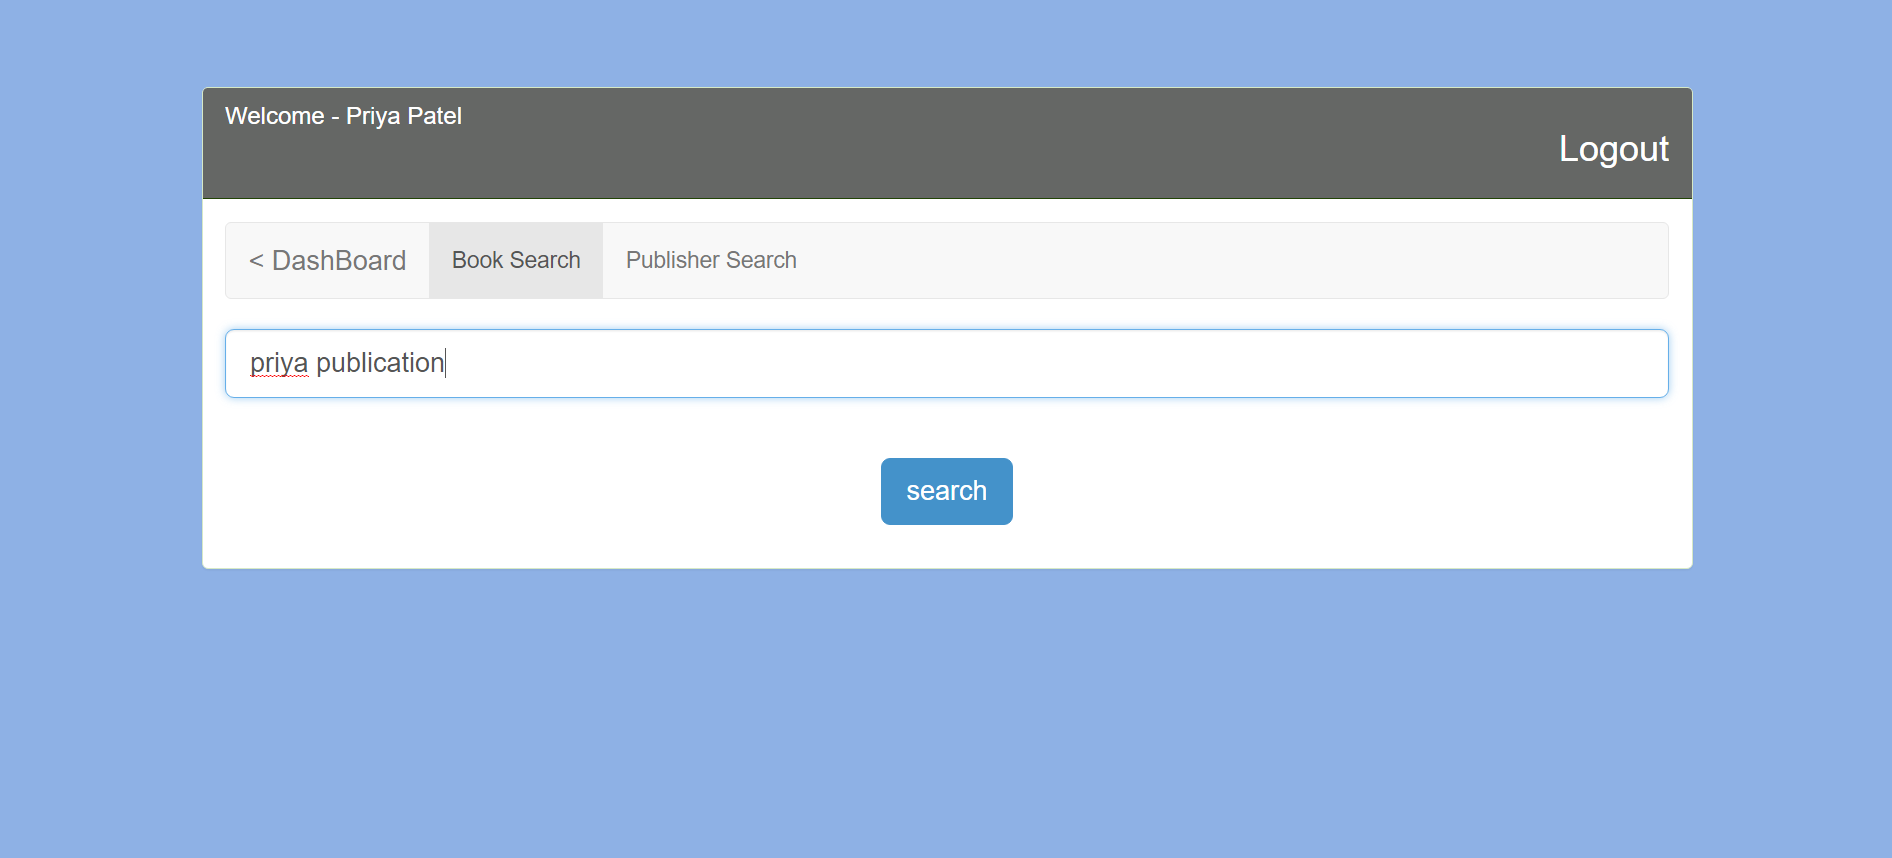 Welcome - Priya Patel
Logout
< DashBoard Book Search Publisher Search
priya publication
search